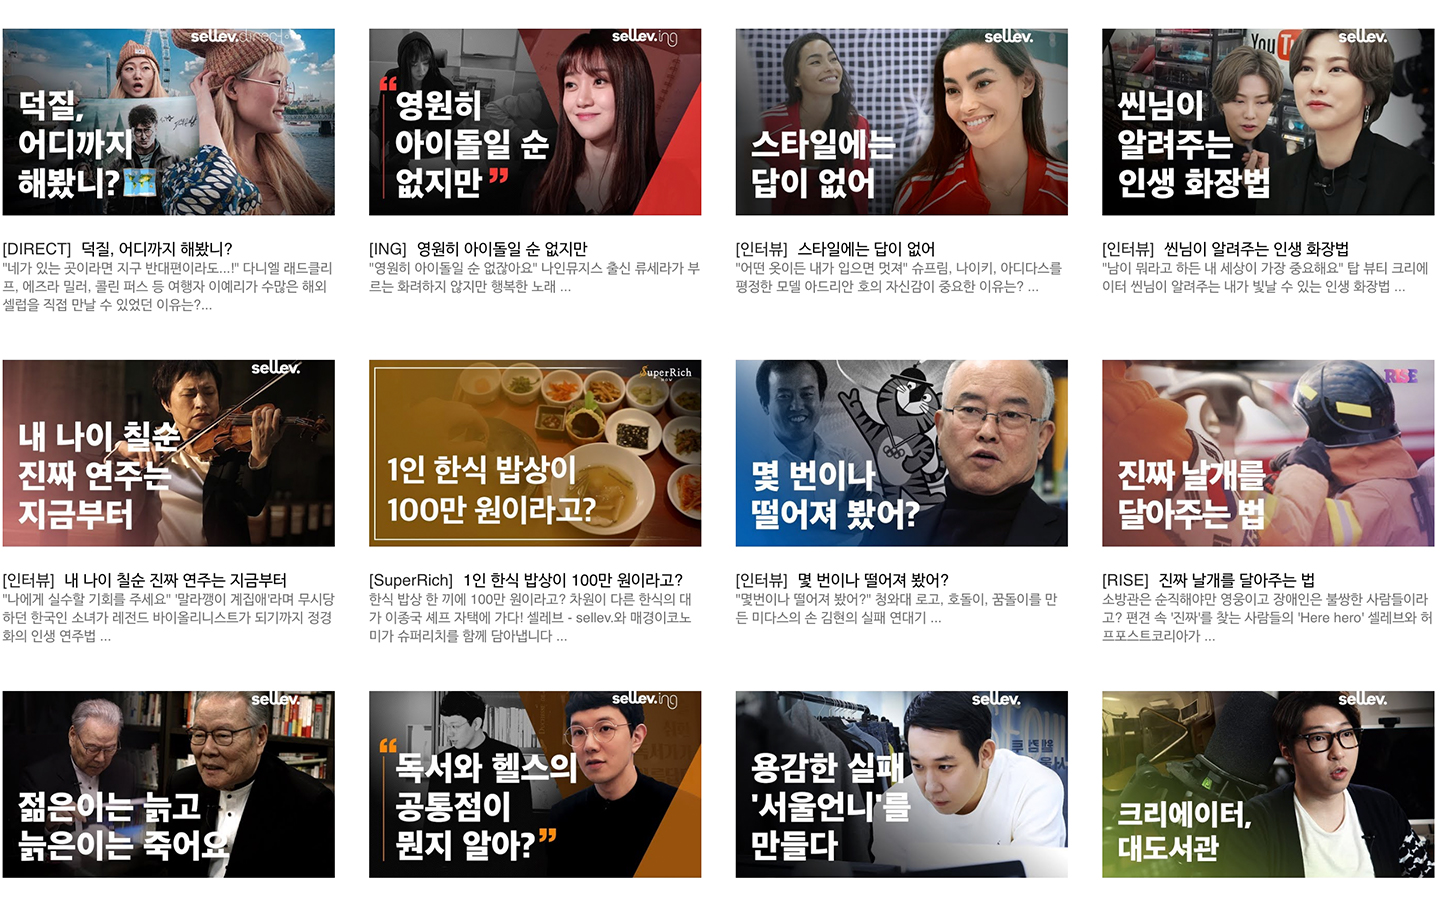 sellev.direct
덕질,
어디까지
해봤니?
sellev.ing
“영원히
아이돌일 순
없지만”
sellev.
스타일에는
답이 없어
You Tu
sellev.
씬님이
알려주는
인생 화장법
[DIRECT] 덕질, 어디까지 해봤니?
"네가 있는 곳이라면 지구 반대편이라도...!" 다니엘 래드클리
프, 에즈라 밀러, 콜린 퍼스 등 여행자 이예리가 수많은 해외
셀럽을 직접 만날 수 있었던 이유는?...
[ING] 영원히 아이돌일 순 없지만
"영원히 아이돌일 순 없잖아요" 나인뮤지스 출신 류세라가 부
르는 화려하지 않지만 행복한 노래 ...
[인터뷰] 스타일에는 답이 없어
"어떤 옷이든 내가 입으면 멋져" 슈프림, 나이키, 아디다스를
평정한 모델 아드리안 호의 자신감이 중요한 이유는? ...
[인터뷰] 씬님이 알려주는 인생 화장법
"남이 뭐라고 하든 내 세상이 가장 중요해요" 탑 뷰티 크리에
이터 씬님이 알려주는 내가 빛날 수 있는 인생 화장법 ...
sellev.
내 나이 칠순
진짜 연주는
지금부터
SuperRich
NOW
1인 한식 밥상이
100만 원이라고?
몇 번이나
떨어져 봤어?
RISE
진짜 날개를
달아주는 법
[인터뷰] 내 나이 칠순 진짜 연주는 지금부터
"나에게 실수할 기회를 주세요" '말라깽이 계집애'라며 무시당
하던 한국인 소녀가 레전드 바이올리니스트가 되기까지 정경
화의 인생 연주법 ...
[SuperRich] 1인 한식 밥상이 100만 원이라고?
한식 밥상 한 끼에 100만 원이라고? 차원이 다른 한식의 대
가 이종국 셰프 자택에 가다! 셀레브 - sellev.와 매경이코노
미가 슈퍼리치를 함께 담아냅니다 ...
[인터뷰] 몇 번이나 떨어져 봤어?
"몇번이나 떨어져 봤어?" 청와대 로고, 호돌이, 꿈돌이를 만
든 미다스의 손 김현의 실패 연대기 ...
[RISE] 진짜 날개를 달아주는 법
소방관은 순직해야만 영웅이고 장애인은 불쌍한 사람들이라
고? 편견 속 '진짜'를 찾는 사람들의 'Here hero' 셀레브와 허
프포스트코리아가 ...
sellev.
젊은이는 늙고
늙은이는 죽어요
sellev.ing
“독서와 헬스의
공통점이
뭔지 알아?”
sellev.
용감한 실패
'서울언니'를
만들다
sellev.
크리에이터,
대도서관